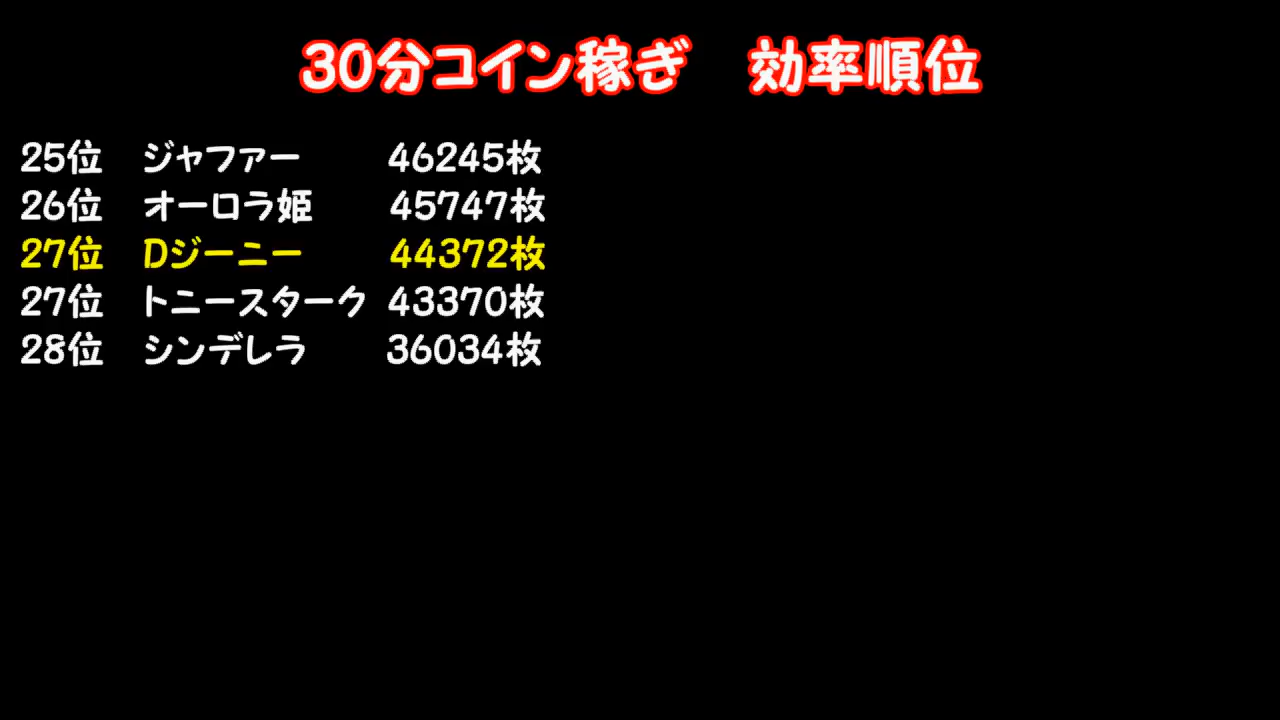 30分コイン稼ぎ　効率順位
25位　ジャファー　　46245枚
26位　オーロラ姫　　45747枚
27位　Dジーニー　　44372枚
27位　トニースターク 43370枚
28位　シンデレラ　　36034枚